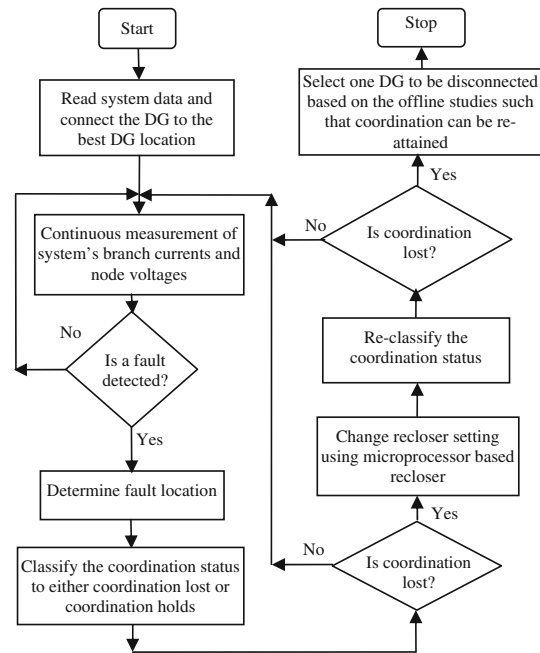 Start
Read system data and
connect the DG to the
best DG location
Continuous measurement of
system's branch currents and
node voltages
No
Is a fault
detected?
Yes
Determine fault location
Classify the coordination status
to either coordination lost or
coordination holds
Stop
Select one DG to be disconnected
based on the offline studies such
that coordination can be re-
attained
Yes
No
Is coordination
lost?
Re-classify the
coordination status
Change recloser setting
using microprocessor based
recloser
Yes
No
Is coordination
lost?